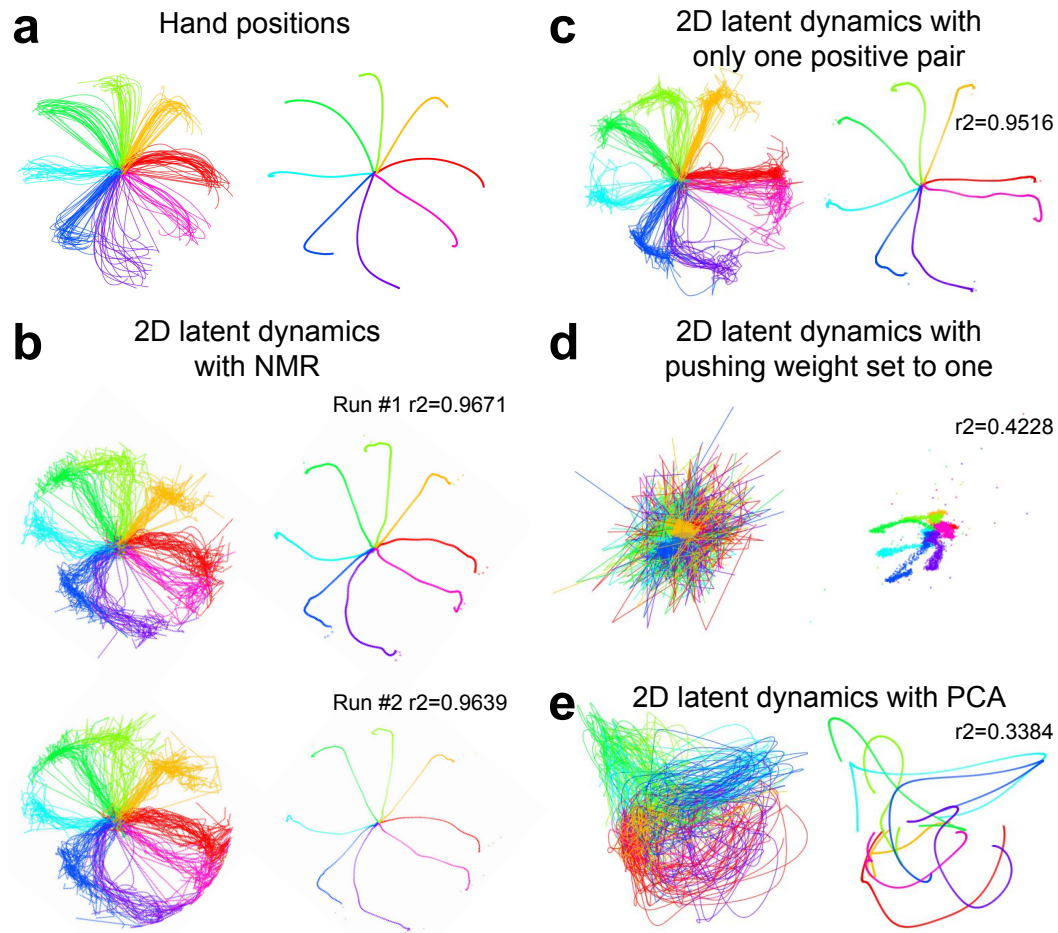 a
Hand positions
b
2D latent dynamics
with NMR
Run #1 r2=0.9671
Run #2 r2=0.9639
c
2D latent dynamics with
only one positive pair
r2=0.9516
d
2D latent dynamics with
pushing weight set to one
r2=0.4228
e
2D latent dynamics with PCA
r2=0.3384